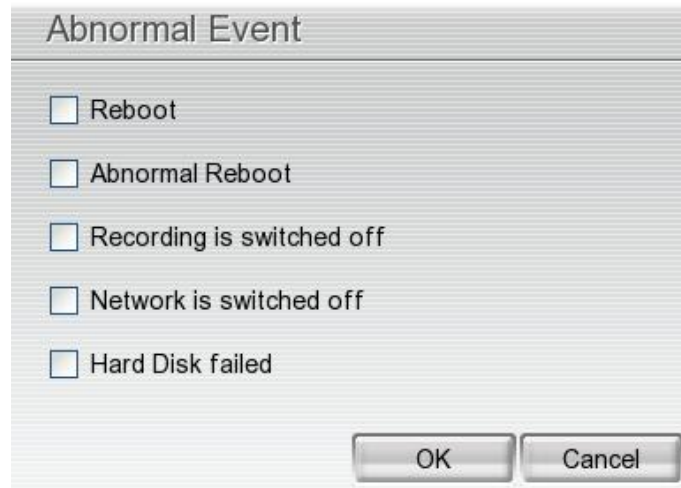 Abnormal Event
Reboot
Abnormal Reboot
Recording is switched off
Network is switched off
Hard Disk failed
OK
Cancel